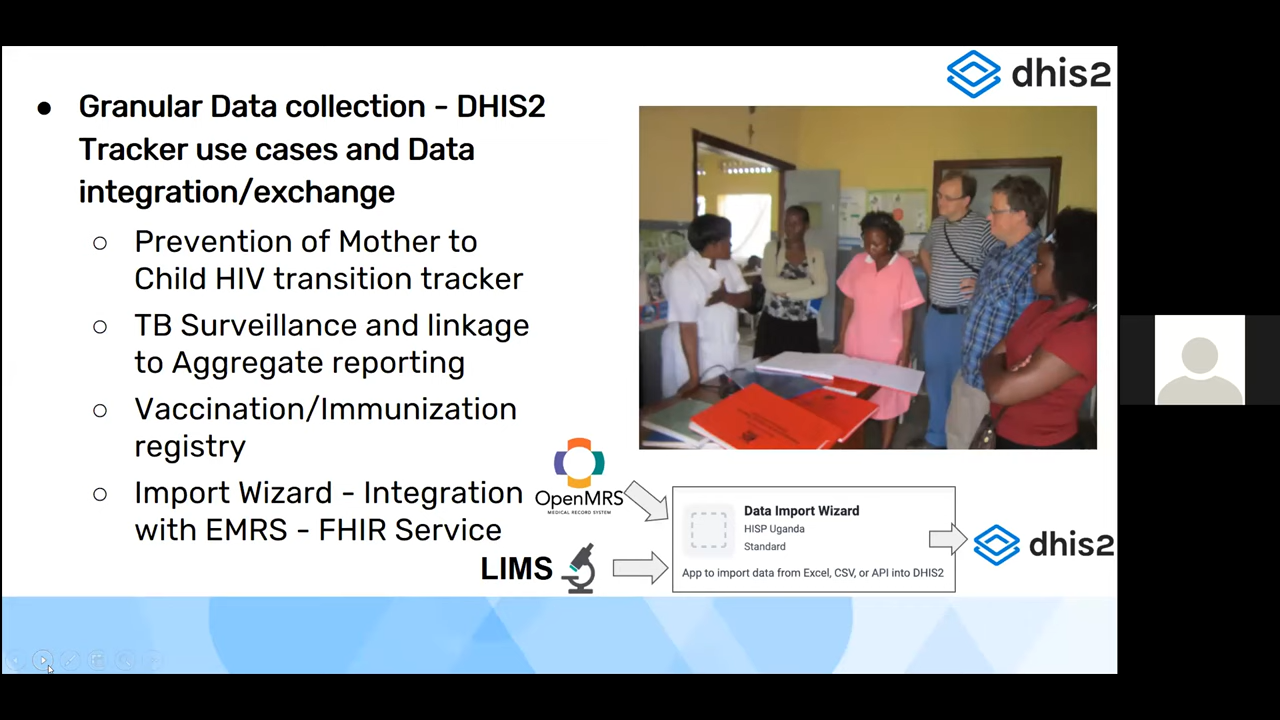 dhis2
● Granular Data collection - DHIS2
Tracker use cases and Data
integration/exchange
○ Prevention of Mother to
Child HIV transition tracker
○ TB Surveillance and linkage
to Aggregate reporting
○ Vaccination/Immunization
registry
○ Import Wizard - Integration
with EMRS - FHIR Service
OpenMRS
MEDICAL RECORD SYSTEM
LIMS
Data Import Wizard
HISP Uganda
Standard
App to import data from Excel, CSV, or API into DHIS2
dhis2